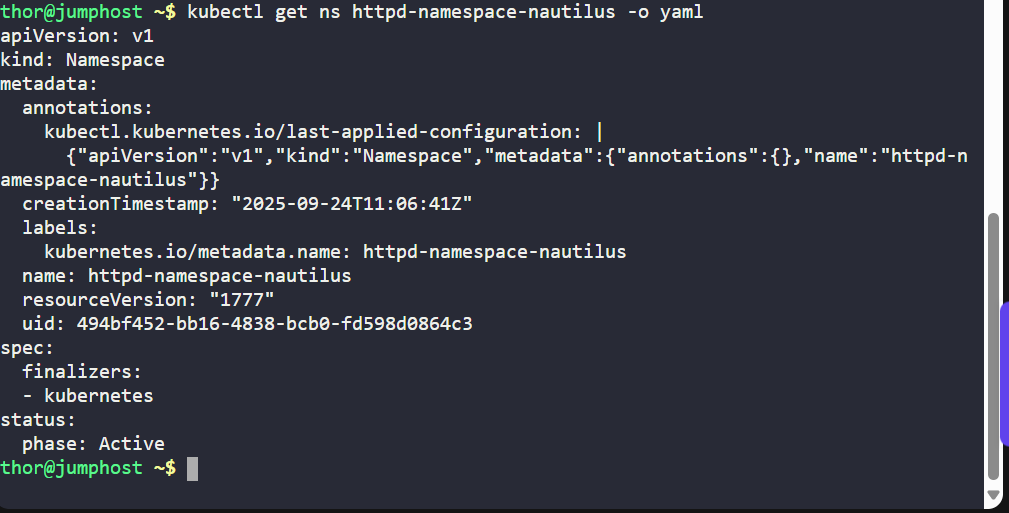 thor@jumphost ~$ kubectl get ns httpd-namespace-nautilus -o yaml
apiVersion: v1
kind: Namespace
metadata:
  annotations:
    kubectl.kubernetes.io/last-applied-configuration: |
      {"apiVersion":"v1","kind":"Namespace","metadata":{"annotations":{},"name":"httpd-n
amespace-nautilus"}}
  creationTimestamp: "2025-09-24T11:06:41Z"
  labels:
    kubernetes.io/metadata.name: httpd-namespace-nautilus
  name: httpd-namespace-nautilus
  resourceVersion: "1777"
  uid: 494bf452-bb16-4838-bcb0-fd598d0864c3
spec:
  finalizers:
  - kubernetes
status:
  phase: Active
thor@jumphost ~$